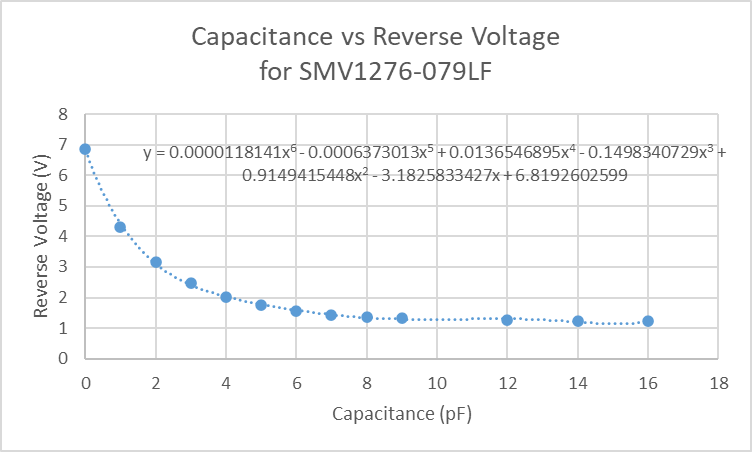 Capacitance vs Reverse Voltage
for SMV1276-079LF
8
7
6
5
4
3
2
1
0
Reverse Voltage (V)
y = 0.0000118141x⁶ - 0.0006373013x⁵ + 0.0136546895x⁴ - 0.1498340729x³ +
0.9149415448x² - 3.1825833427x + 6.8192602599
0 2 4 6 8 10 12 14 16 18
Capacitance (pF)